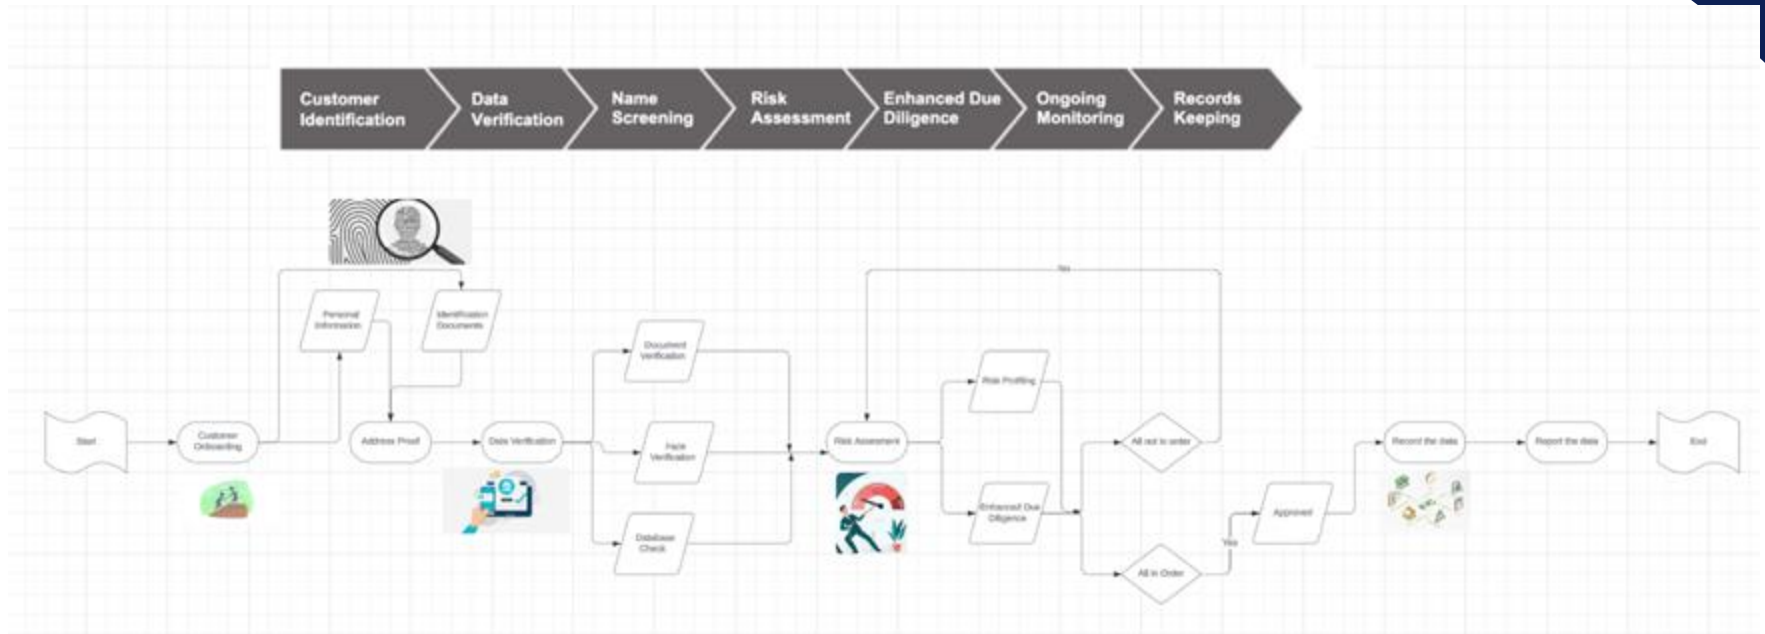 Customer
Identification
Data
Verification
Name
Screening
Risk
Assessment
Enhanced Due
Diligence
Ongoing
Monitoring
Records
Keeping
Personal
Information
Identification
Documents
Document
Verification
Risk Profiling
Start
Customer
Onboarding
Address Proof
Data Verification
Face
Verification
Risk Assesment
All not in order
Record the data
Report the data
End
Enhanced Due
Diligence
Approved
Database
Check
Yes
All in Order